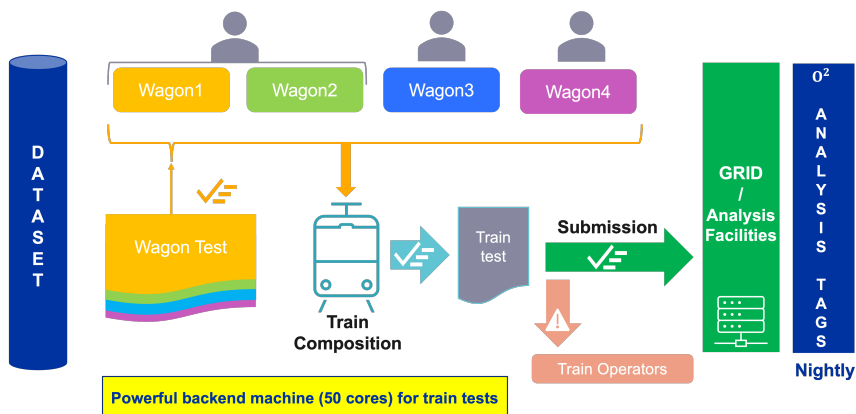 DATASET
Wagon1
Wagon2
Wagon3
Wagon4
Wagon Test
Train
Composition
Train
test
Submission
Train Operators
GRID
/
Analysis
Facilities
O²
ANALYSIS
TAGS
Nightly
Powerful backend machine (50 cores) for train tests